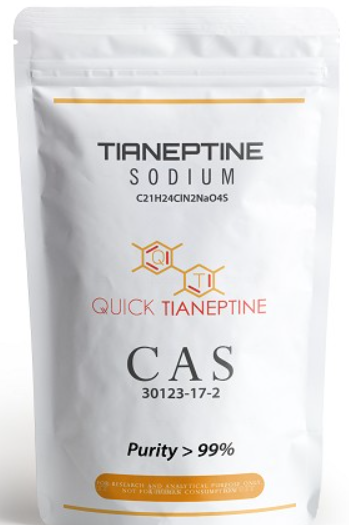 TIANEPTINE
SODIUM
C21H24ClN2NaO4S
Q
T
QUICK TIANEPTINE
CAS
30123-17-2
Purity > 99%
FOR RESEARCH AND ANALYTICAL PURPOSE ONLY
NOT FOR HUMAN CONSUMPTION